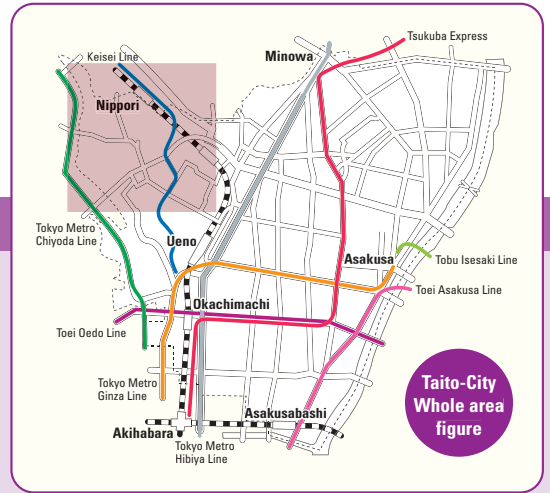 Tsukuba Express
Keisei Line
Minowa
Nippori
Tokyo Metro
Chiyoda Line
Ueno
Asakusa
Tobu Isesaki Line
Toei Asakusa Line
Okachimachi
Toei Oedo Line
Tokyo Metro
Ginza Line
Asakusabashi
Akihabara
Tokyo Metro
Hibiya Line
Taito-City
Whole area
figure